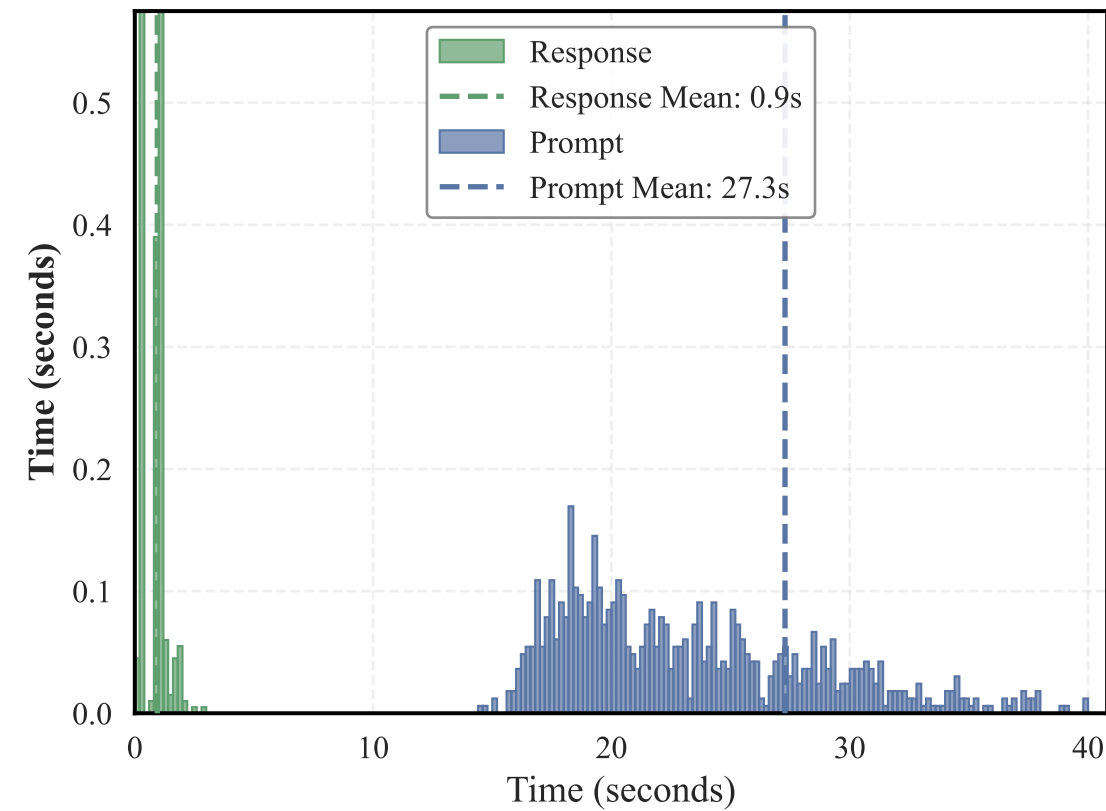 Response
Response Mean: 0.9s
Prompt
Prompt Mean: 27.3s
Time (seconds)
0.5
0.4
0.3
0.2
0.1
0.0
0 10 20 30 40
Time (seconds)